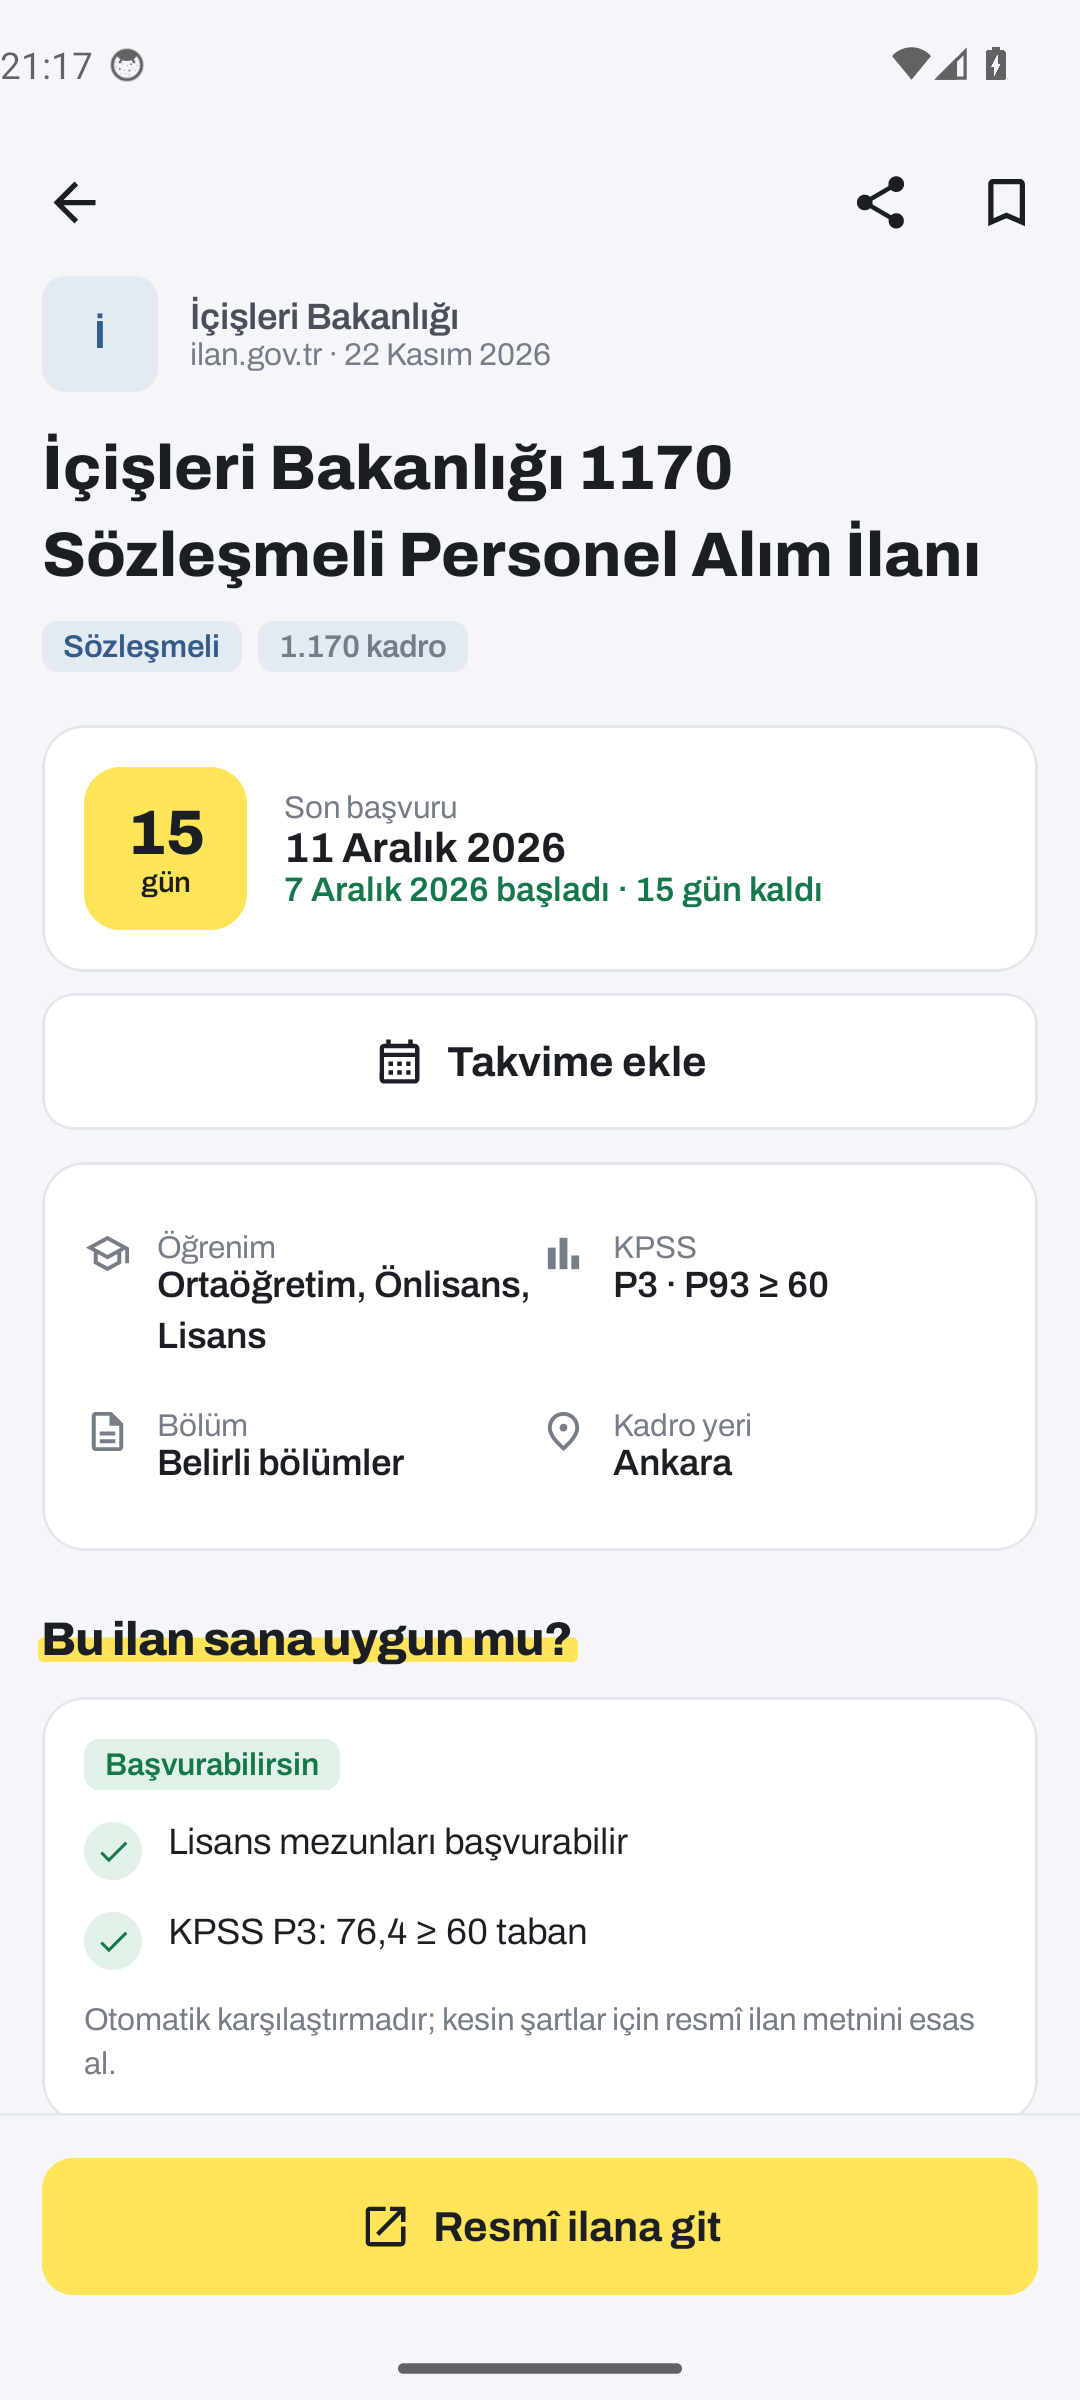 21:17
İ
İçişleri Bakanlığı
ilan.gov.tr · 22 Kasım 2026
İçişleri Bakanlığı 1170
Sözleşmeli Personel Alım İlanı
Sözleşmeli
1.170 kadro
15
gün
Son başvuru
11 Aralık 2026
7 Aralık 2026 başladı · 15 gün kaldı
Takvime ekle
Öğrenim
Ortaöğretim, Önlisans,
Lisans
KPSS
P3 · P93 ≥ 60
Bölüm
Belirli bölümler
Kadro yeri
Ankara
Bu ilan sana uygun mu?
Başvurabilirsin
Lisans mezunları başvurabilir
KPSS P3: 76,4 ≥ 60 taban
Otomatik karşılaştırmadır; kesin şartlar için resmî ilan metnini esas
al.
Resmî ilana git